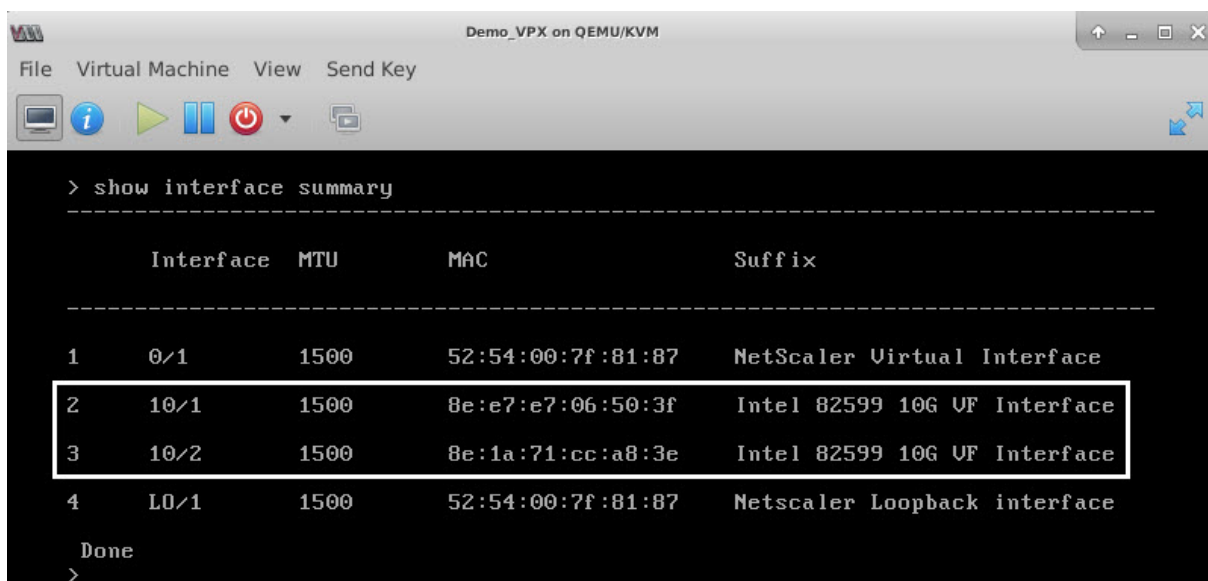 Demo_VPX on QEMU/KVM
File Virtual Machine View Send Key
> show interface summary
--------------------------------------------------------------------------------
Interface MTU MAC Suffix
--------------------------------------------------------------------------------
1 0/1 1500 52:54:00:7f:81:87 NetScaler Virtual Interface
2 10/1 1500 8e:e7:e7:06:50:3f Intel 82599 10G VF Interface
3 10/2 1500 8e:1a:71:cc:a8:3e Intel 82599 10G VF Interface
4 LO/1 1500 52:54:00:7f:81:87 Netscaler Loopback interface
Done
>